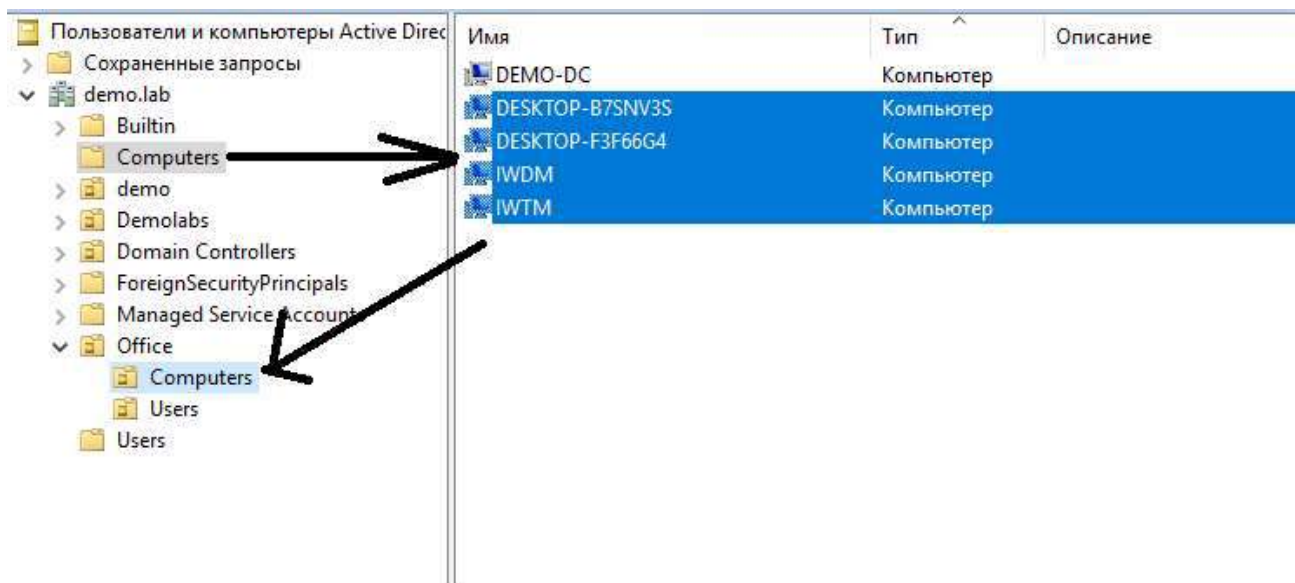 Пользователи и компьютеры Active Direc
Сохраненные запросы
demo.lab
Builtin
Computers
demo
Demolabs
Domain Controllers
ForeignSecurityPrincipals
Managed Service Account
Office
Computers
Users
Users
Имя Тип Описание
DEMO-DC Компьютер
DESKTOP-B7SNV3S Компьютер
DESKTOP-F3F66G4 Компьютер
IWDM Компьютер
IWTM Компьютер